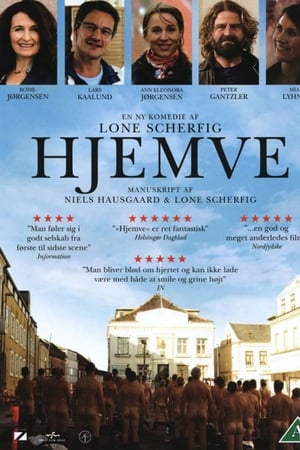 BODIL
JØRGENSEN
LARS
KAALUND
ANN ELEONORA
JØRGENSEN
PETER
GANTZLER
MIA
LYHN
EN NY KOMEDIE AF
LONE SCHERFIG
HJEMVE
MANUSKRIPT AF
NIELS HAUSGAARD & LONE SCHERFIG
"Man føler sig i
godt selskab fra
første til sidste scene"
Information
"»Hjemve« er ret fantastisk"
Helsingør Dagblad
"...en god og
meget anderledes film
Nordjyske
"Man bliver blød om hjertet og kan ikke lade
være med både at smile og grine højt"
IN
A